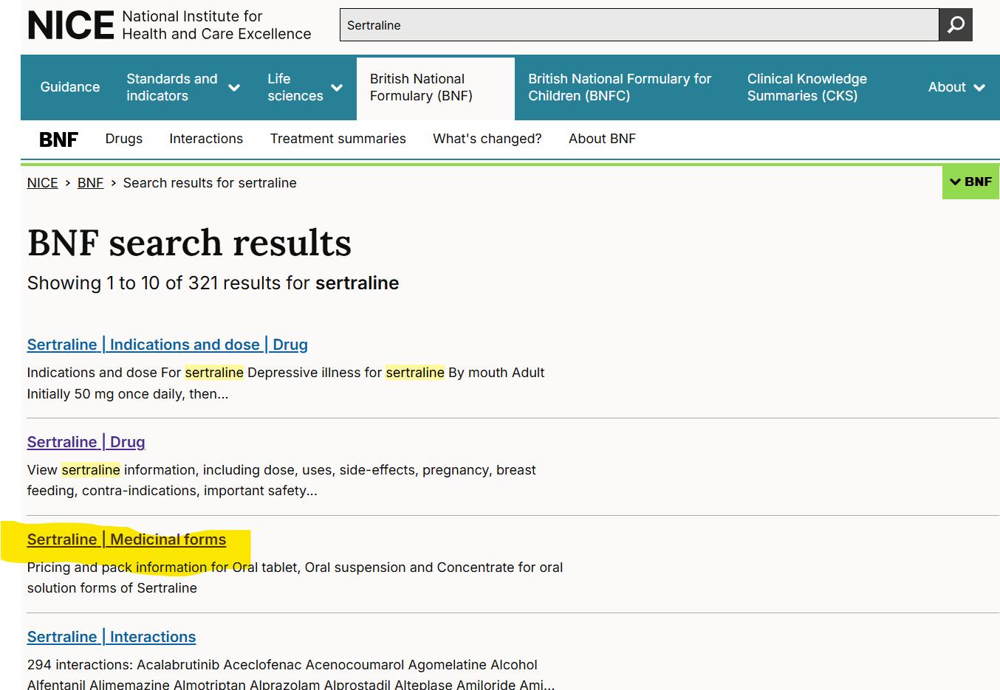 NICE National Institute for
Health and Care Excellence
Sertraline
Guidance
Standards and
indicators
Life
sciences
British National
Formulary (BNF)
British National Formulary for
Children (BNFC)
Clinical Knowledge
Summaries (CKS)
About
BNF Drugs Interactions Treatment summaries What's changed? About BNF
NICE > BNF > Search results for sertraline
BNF
BNF search results
Showing 1 to 10 of 321 results for sertraline
Sertraline | Indications and dose | Drug
Indications and dose For sertraline Depressive illness for sertraline By mouth Adult
Initially 50 mg once daily, then...
Sertraline | Drug
View sertraline information, including dose, uses, side-effects, pregnancy, breast
feeding, contra-indications, important safety...
Sertraline | Medicinal forms
Pricing and pack information for Oral tablet, Oral suspension and Concentrate for oral
solution forms of Sertraline
Sertraline | Interactions
294 interactions: Acalabrutinib Aceclofenac Acenocoumarol Agomelatine Alcohol
Alfentanil Alimemazine Almotriptan Alprazolam Alprostadil Alteplase Amiloride Ami...